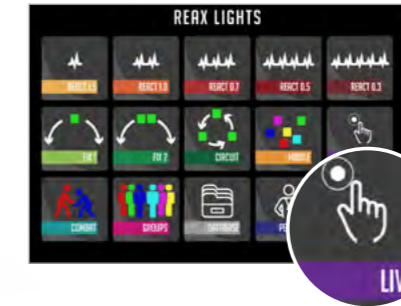 REAX LIGHTS
REACT 1.5 REACT 1.0 REACT 0.7 REACT 0.5 REACT 0.3
FIX 1 FIX 2 CIRCUIT MODULE
COMBAT GROUPS DATABASE PE
LIV